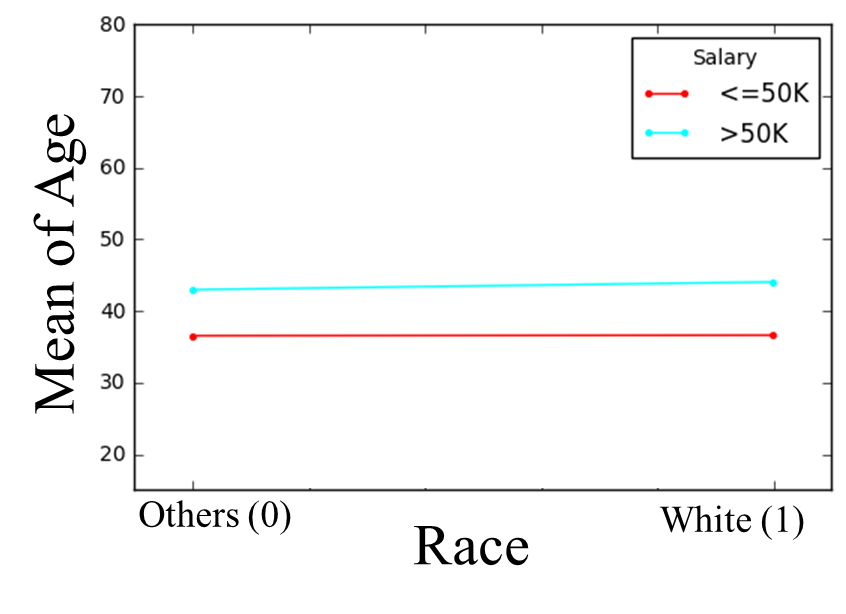 80
70
60
50
40
30
20
Mean of Age
Salary
<=50K
>50K
Others (0)
White (1)
Race